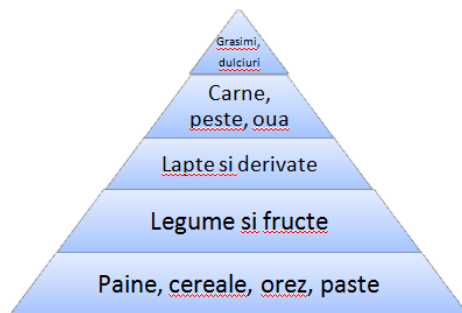 Grasimi,
dulciuri
Carne,
peste, oua
Lapte si derivate
Legume si fructe
Paine, cereale, orez, paste